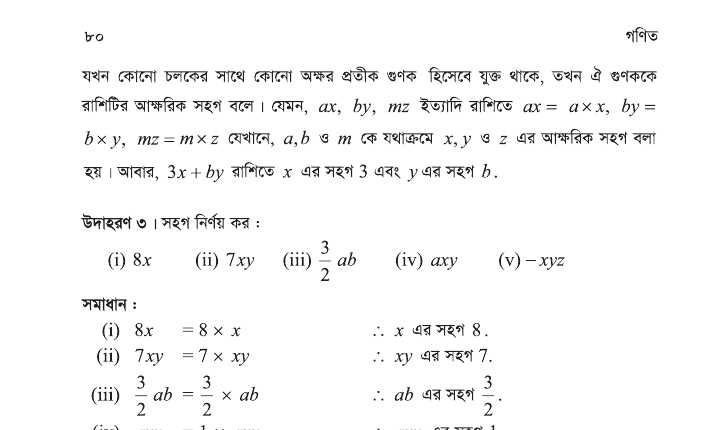 ৮০ গণিত
যখন কোনো চলকের সাথে কোনো অক্ষর প্রতীক গুণক হিসেবে যুক্ত থাকে, তখন ঐ গুণককে
রাশিটির আক্ষরিক সহগ বলে। যেমন, ax, by, mz ইত্যাদি রাশিতে ax = a × x, by =
b × y, mz = m × z যেখানে, a, b ও m কে যথাক্রমে x, y ও z এর আক্ষরিক সহগ বলা
হয়। আবার, 3x + by রাশিতে x এর সহগ 3 এবং y এর সহগ b.
উদাহরণ ৩। সহগ নির্ণয় কর :
(i) 8x (ii) 7xy (iii) 3/2 ab (iv) axy (v) – xyz
সমাধান :
(i) 8x = 8 × x ∴ x এর সহগ 8.
(ii) 7xy = 7 × xy ∴ xy এর সহগ 7.
(iii) 3/2 ab = 3/2 × ab ∴ ab এর সহগ 3/2.